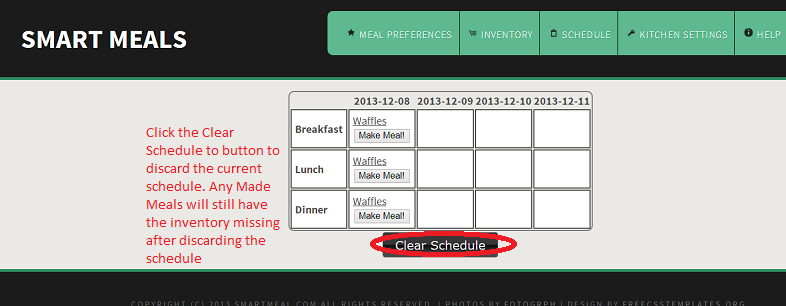 SMART MEALS
MEAL PREFERENCES INVENTORY SCHEDULE KITCHEN SETTINGS HELP
2013-12-08 2013-12-09 2013-12-10 2013-12-11
Breakfast Waffles
Make Meal!
Lunch Waffles
Make Meal!
Dinner Waffles
Make Meal!
Click the Clear
Schedule to button to
discard the current
schedule. Any Made
Meals will still have
the inventory missing
after discarding the
schedule
Clear Schedule
COPYRIGHT (C) 2013 SMARTMEAL.COM ALL RIGHTS RESERVED. | PHOTOS BY FOTOGRPH | DESIGN BY FREECSSTEMPLATES.ORG.